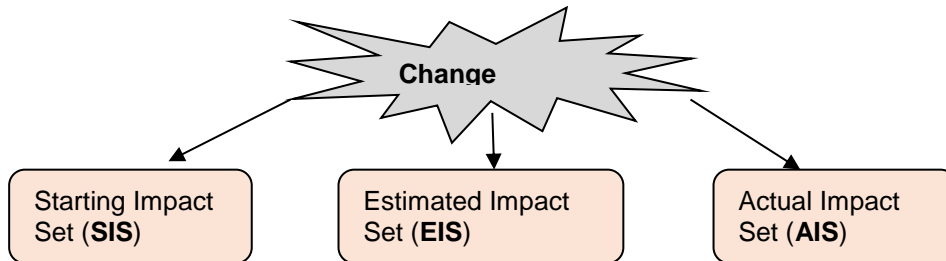 Change
Starting Impact
Set (SIS)
Estimated Impact
Set (EIS)
Actual Impact
Set (AIS)